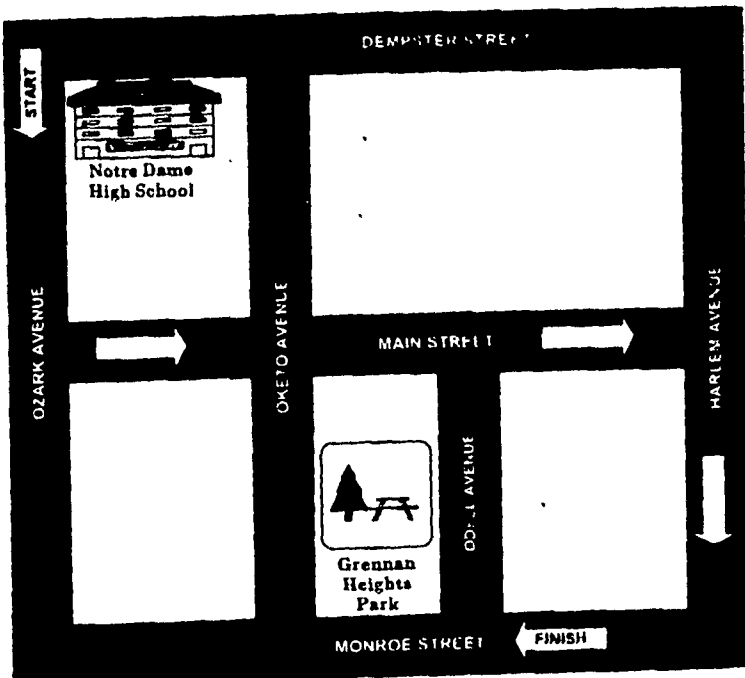 DEMPSTER STREET
START
Notre Dame
High School
OZARK AVENUE
OKETO AVENUE
MAIN STREET
HARLEM AVENUE
AVENUE
Grennan
Heights
Park
MONROE STREET
FINISH